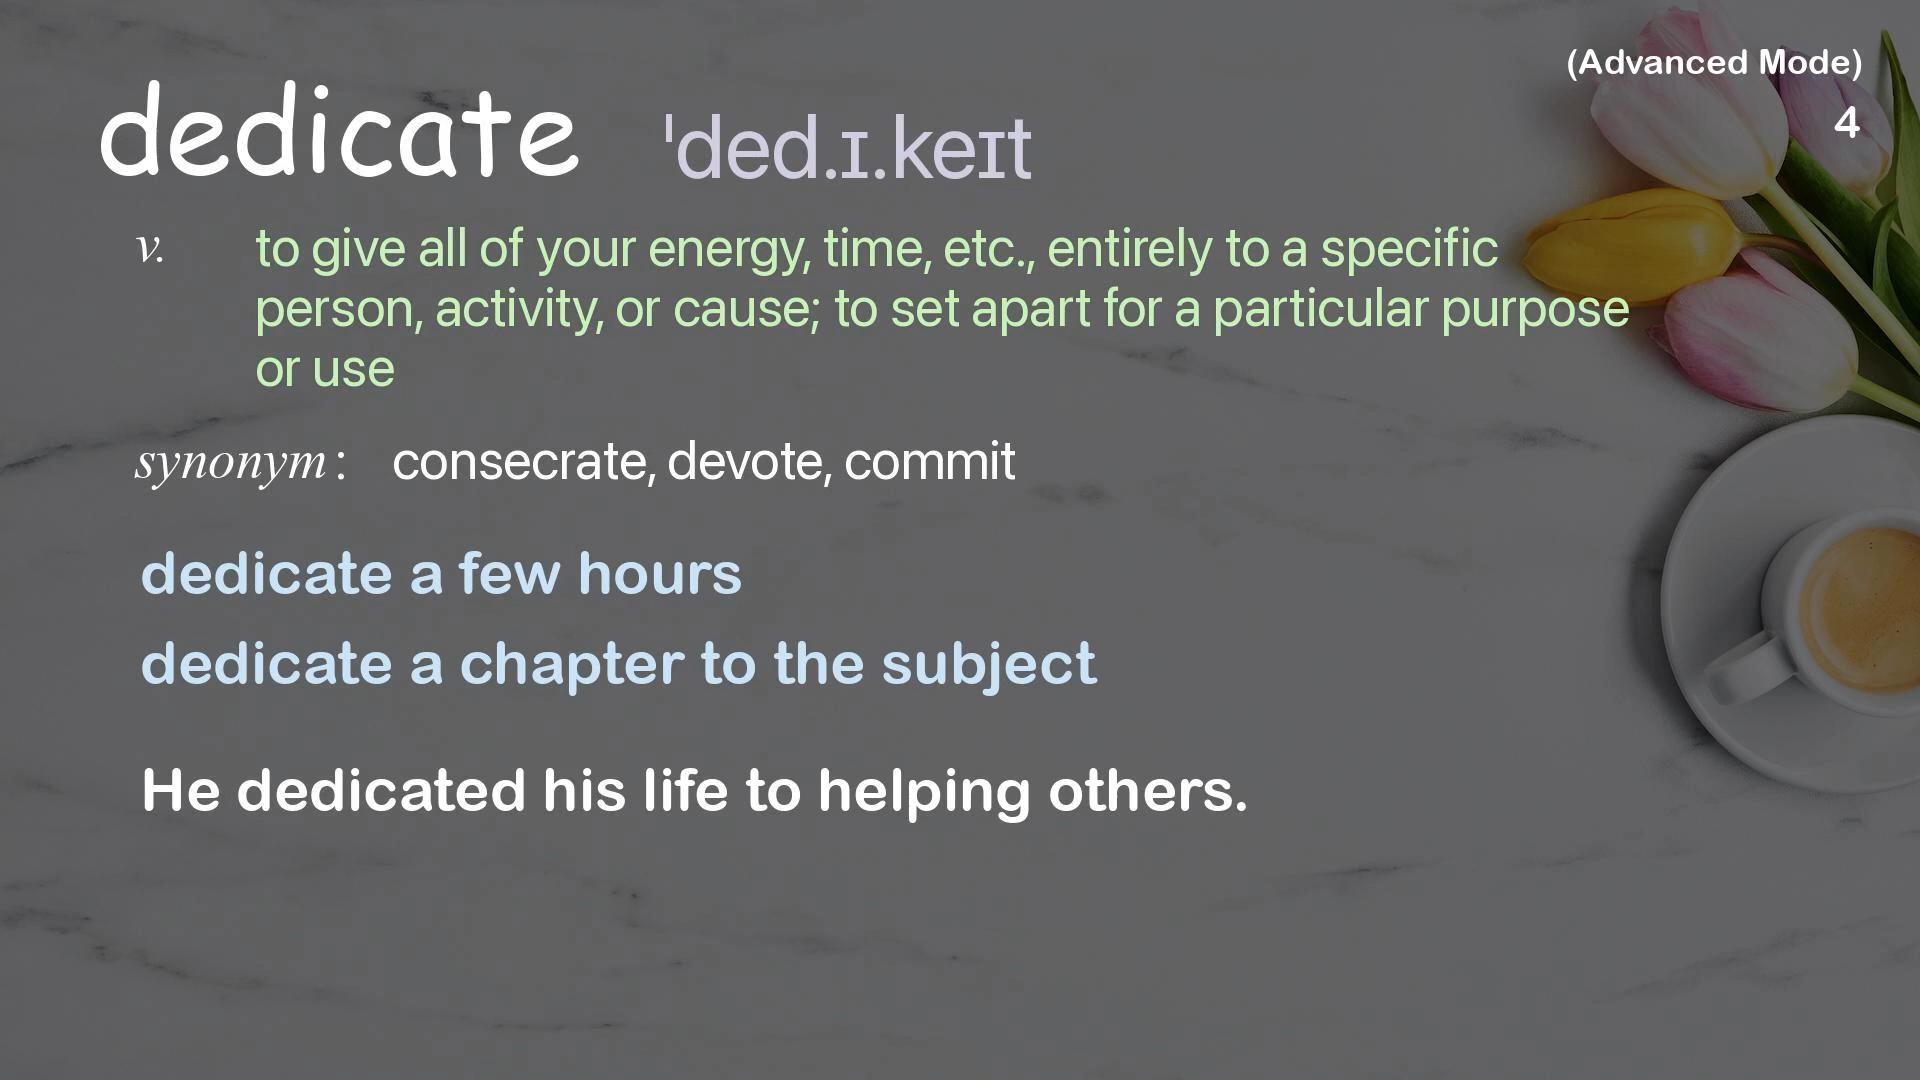 (Advanced Mode)
4
dedicate ˈded.ɪ.keɪt
v. to give all of your energy, time, etc., entirely to a specific
person, activity, or cause; to set apart for a particular purpose
or use
synonym : consecrate, devote, commit
dedicate a few hours
dedicate a chapter to the subject
He dedicated his life to helping others.